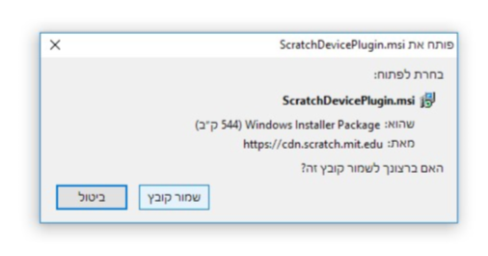 פותח את ScratchDevicePlugin.msi
בחרת לפתוח:
ScratchDevicePlugin.msi
שהוא: Windows Installer Package (544 ק״ב)
מאת: https://cdn.scratch.mit.edu
האם ברצונך לשמור קובץ זה?
שמור קובץ
ביטול